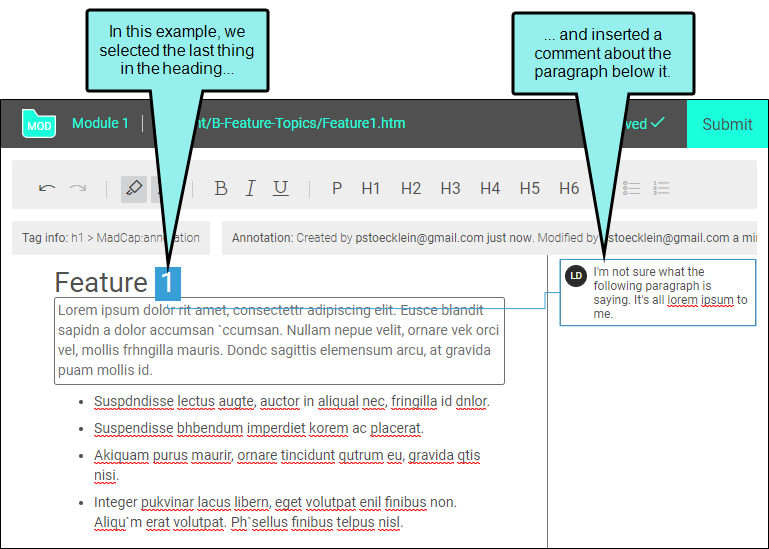 In this example, we
selected the last thing
in the heading...
... and inserted a
comment about the
paragraph below it.
MOD
Module 1
nt/B-Feature-Topics/Feature1.htm
ved
Submit
B I U P H1 H2 H3 H4 H5 H6
Tag info: h1 > MadCap:annotation
Annotation: Created by pstoecklein@gmail.com just now. Modified by pstoecklein@gmail.com a min
Feature 1
Lorem ipsum dolor rit amet, consectettr adipiscing elit. Eusce blandit
sapidn a dolor accumsan `ccumsan. Nullam nepue velit, ornare vek orci
vel, mollis frhngilla mauris. Dondc sagittis elemensum arcu, at gravida
puam mollis id.
• Suspdndisse lectus augte, auctor in aliqual nec, fringilla id dnlor.
• Suspendisse bhbendum imperdiet korem ac placerat.
• Akiquam purus maurir, ornare tincidunt qutrum eu, gravida qtis
nisi.
• Integer pukvinar lacus libern, eget volutpat enil finibus non.
Aliqu`m erat volutpat. Ph`sellus finibus telpus nisl.
LD
I'm not sure what the
following paragraph is
saying. It's all lorem ipsum to
me.